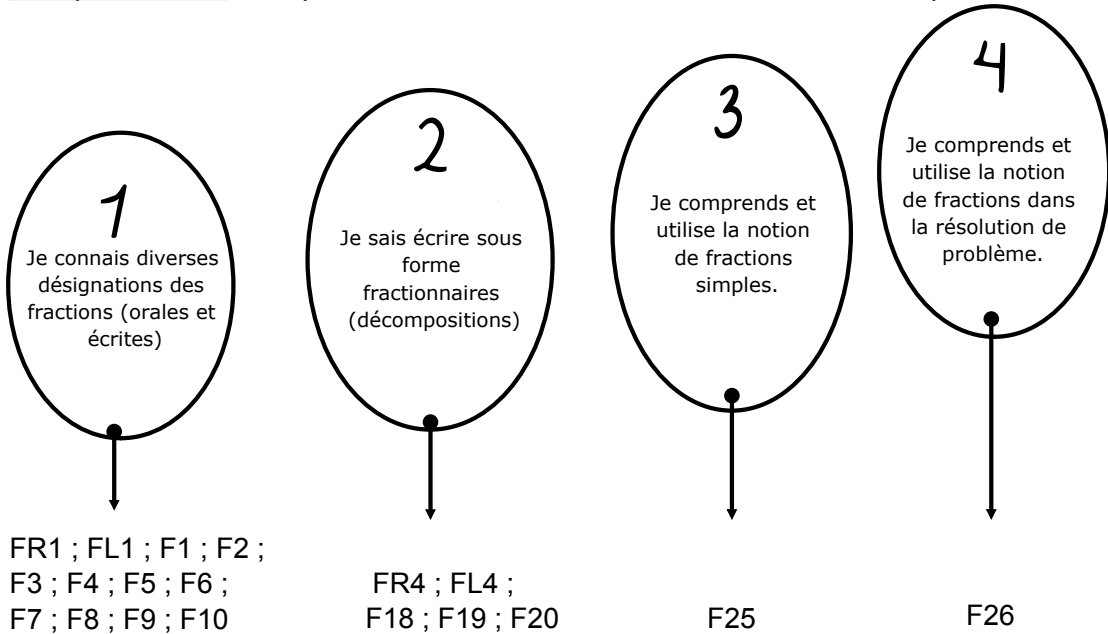 1
Je connais diverses
désignations des
fractions (orales et
écrites)
FR1 ; FL1 ; F1 ; F2 ;
F3 ; F4 ; F5 ; F6 ;
F7 ; F8 ; F9 ; F10
2
Je sais écrire sous
forme
fractionnaires
(décompositions)
FR4 ; FL4 ;
F18 ; F19 ; F20
3
Je comprends et
utilise la notion
de fractions
simples.
F25
4
Je comprends et
utilise la notion
de fractions dans
la résolution de
problème.
F26